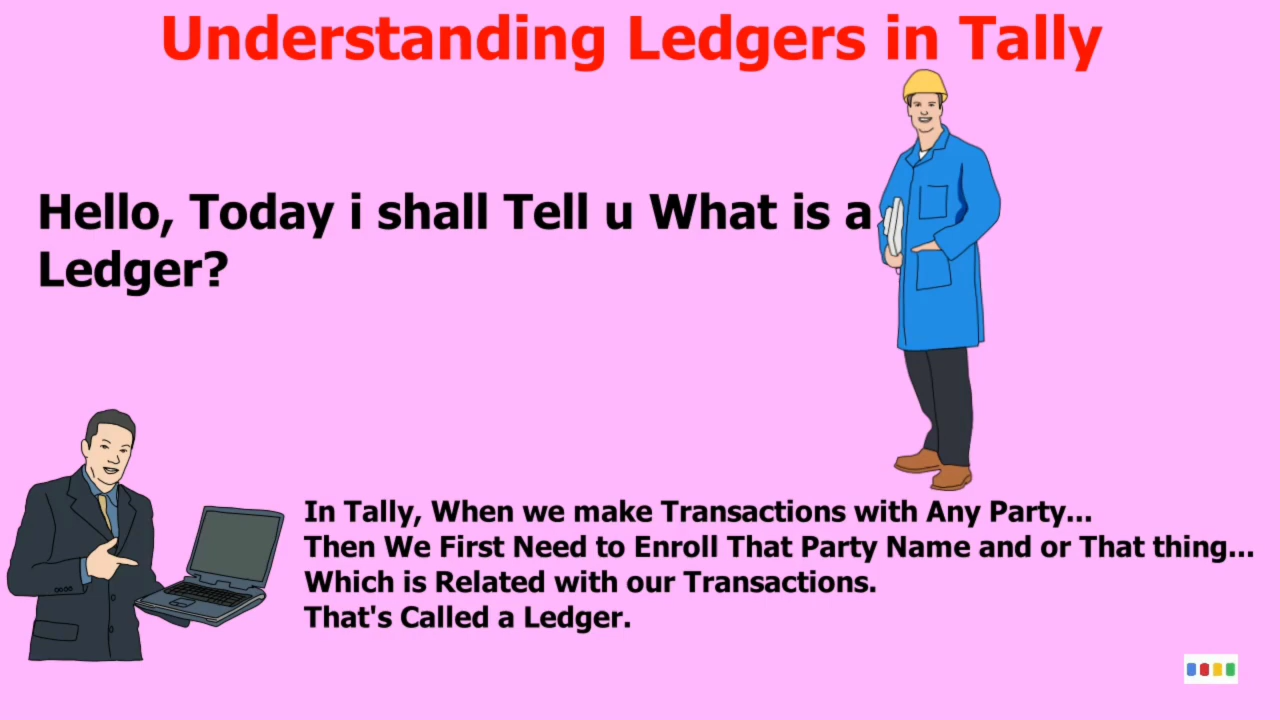 Understanding Ledgers in Tally
Hello, Today i shall Tell u What is a
Ledger?
In Tally, When we make Transactions with Any Party...
Then We First Need to Enroll That Party Name and or That thing...
Which is Related with our Transactions.
That's Called a Ledger.